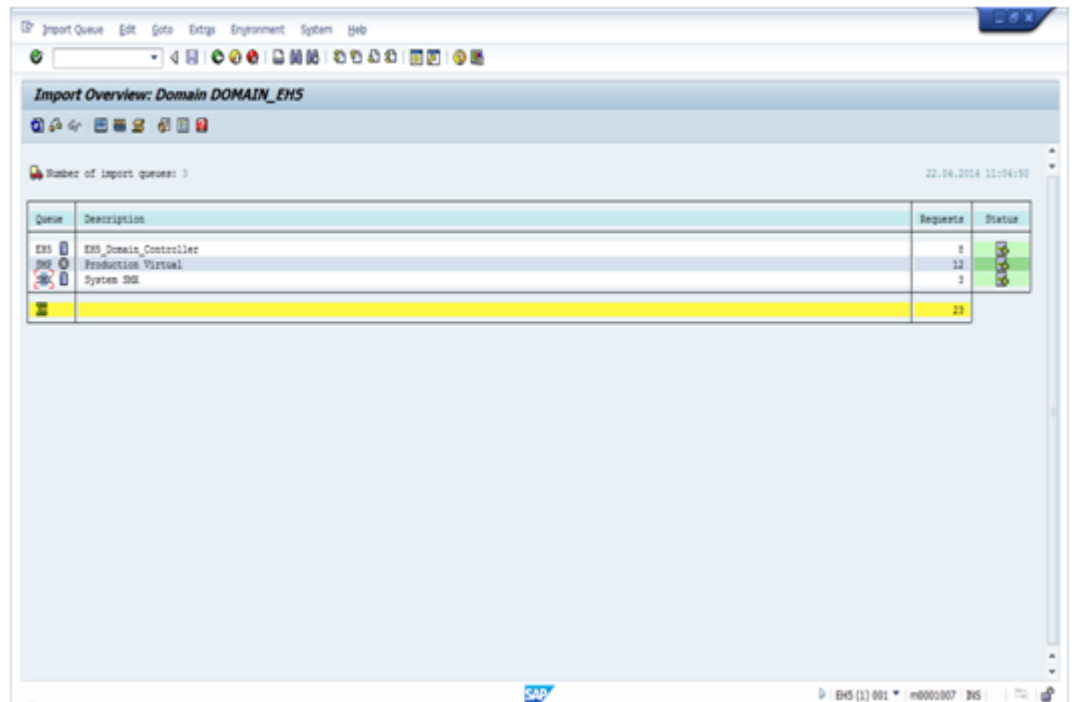 Import Queue Edit Goto Extras Environment System Help
Import Overview: Domain DOMAIN_EH5
Number of import queues: 3 22.04.2014 11:04:50
Queue Description Requests Status
EH5 EH5_Domain_Controller 8
Production Virtual 12
System SMX 3
23
SAP EH5 (1) 001 m0001007 INS